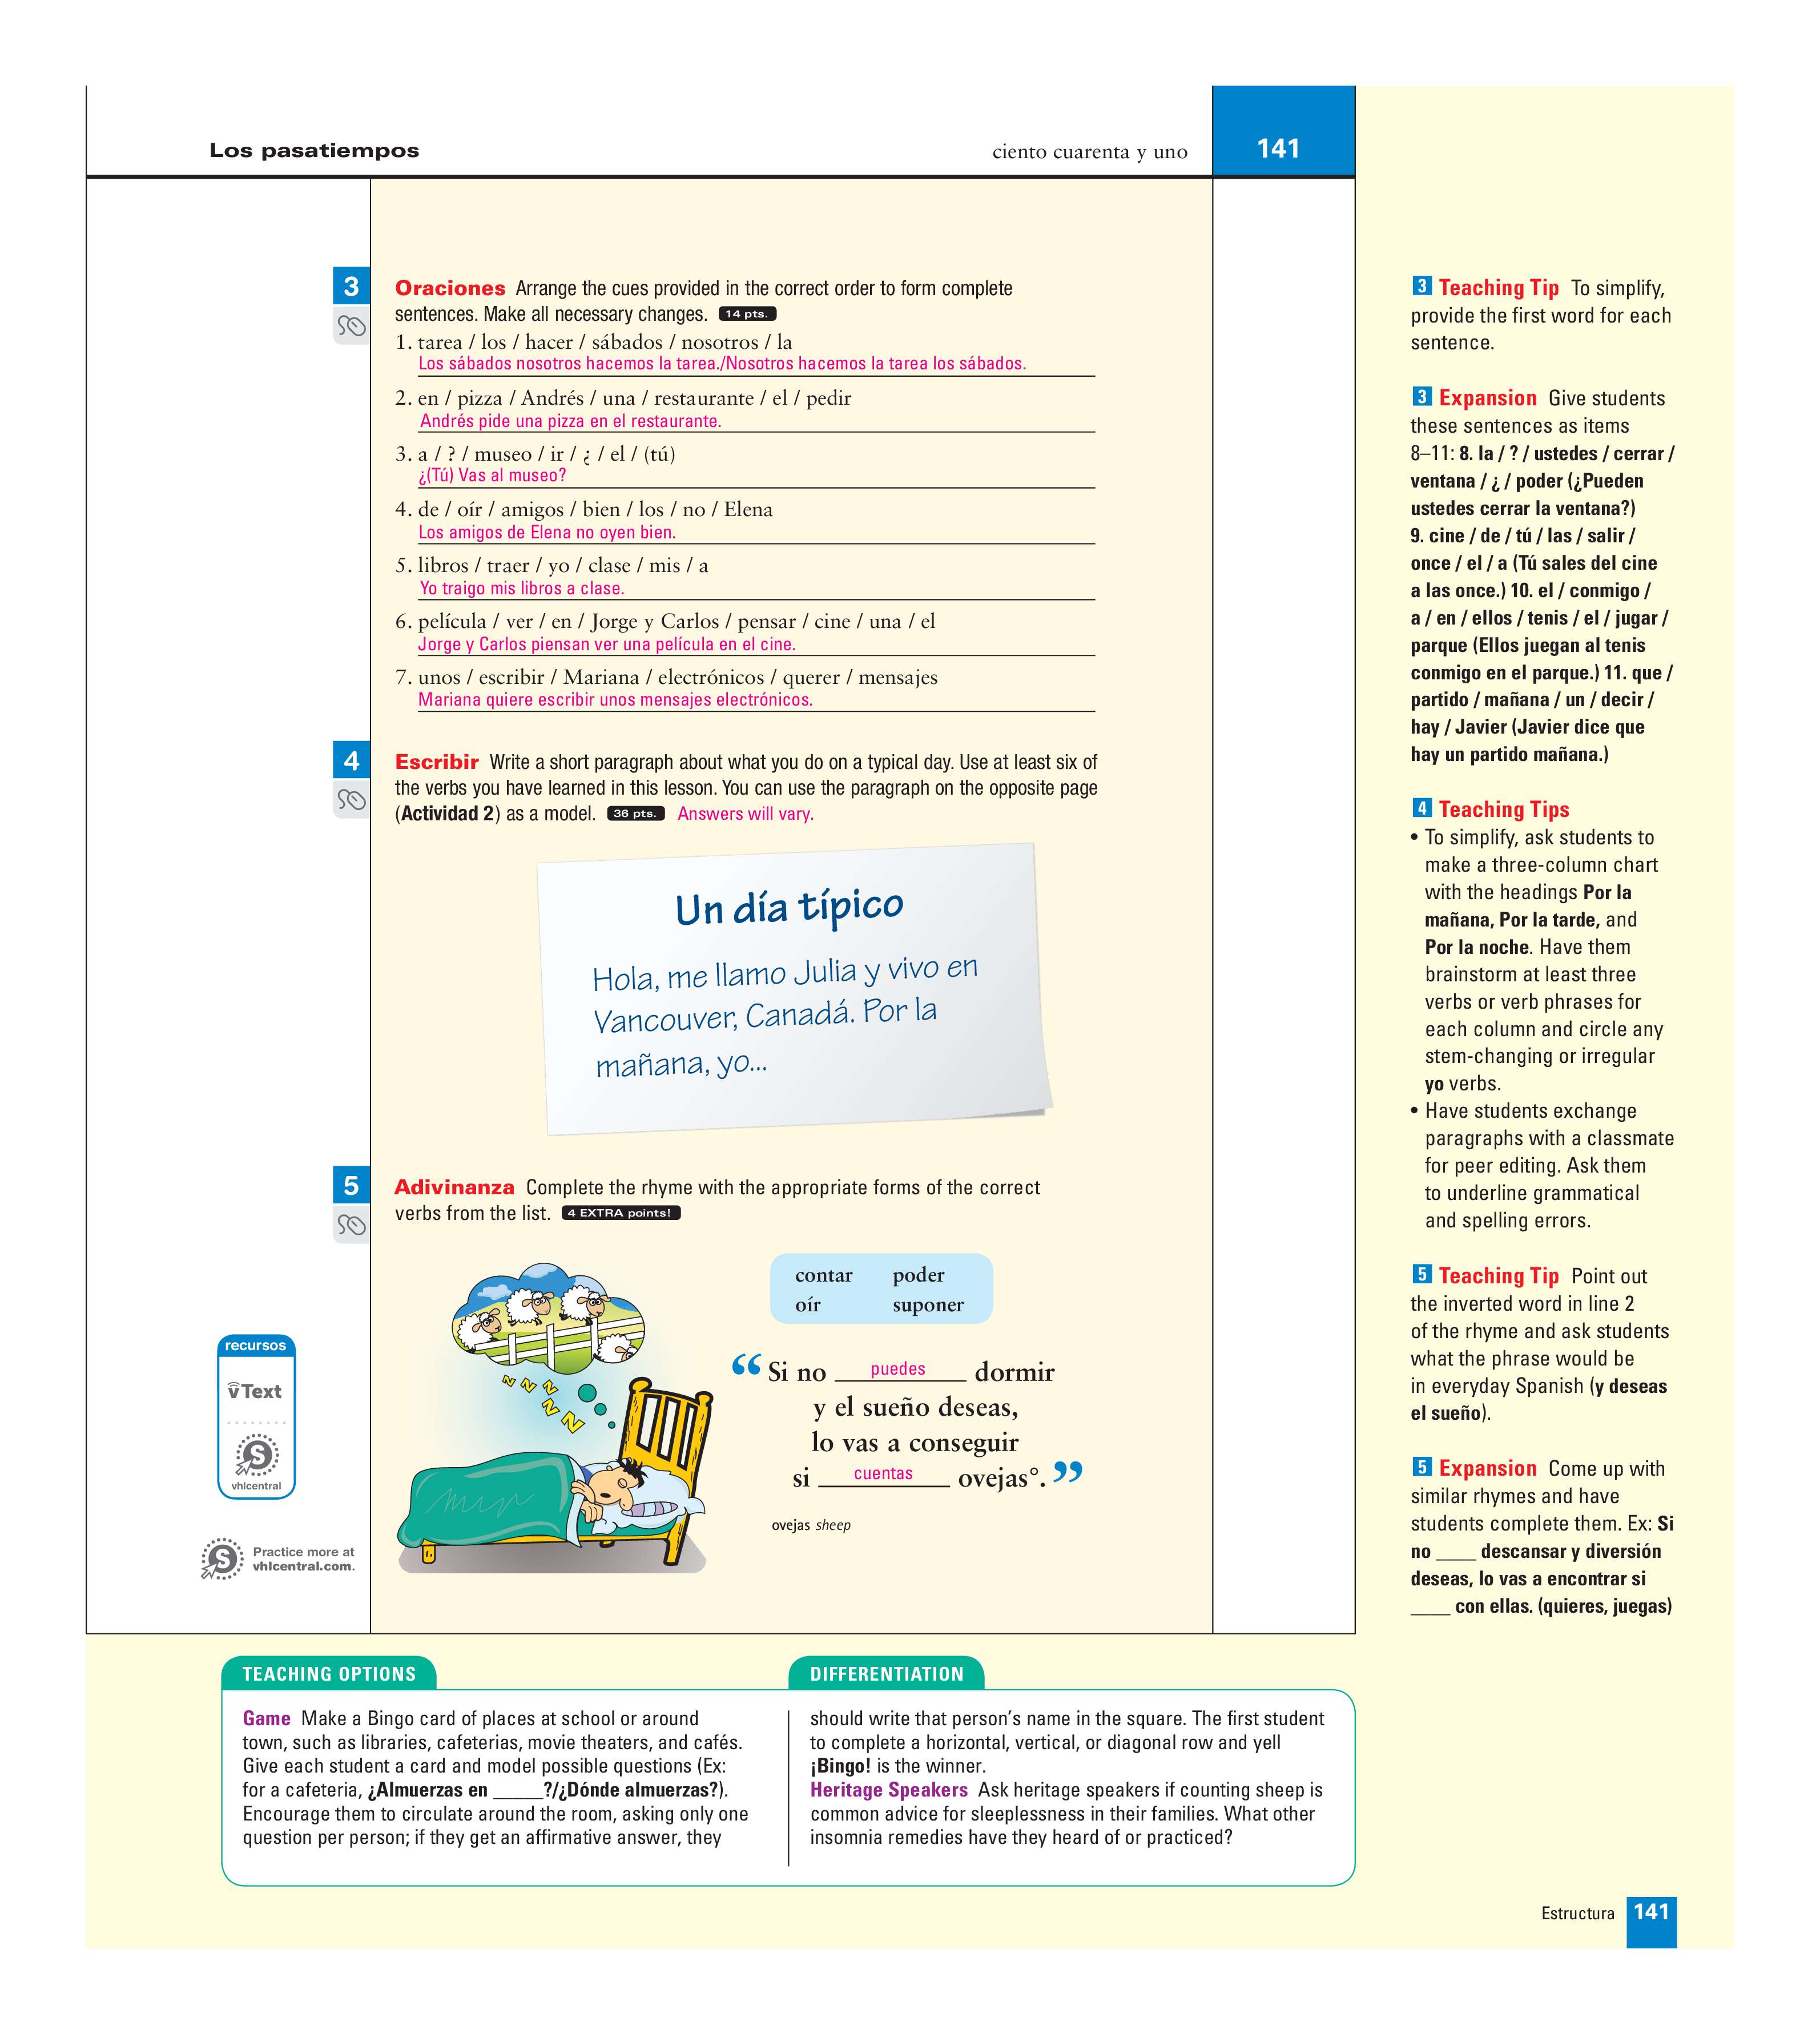 Los pasatiempos
ciento cuarenta y uno
141
3
Oraciones Arrange the cues provided in the correct order to form complete
sentences. Make all necessary changes. 14 pts.
1. tarea / los / hacer / sábados / nosotros / la
Los sábados nosotros hacemos la tarea./Nosotros hacemos la tarea los sábados.
2. en / pizza / Andrés / una / restaurante / el / pedir
Andrés pide una pizza en el restaurante.
3. a / ? / museo / ir / ¿ / el / (tú)
¿(Tú) Vas al museo?
4. de / oír / amigos / bien / los / no / Elena
Los amigos de Elena no oyen bien.
5. libros / traer / yo / clase / mis / a
Yo traigo mis libros a clase.
6. película / ver / en / Jorge y Carlos / pensar / cine / una / el
Jorge y Carlos piensan ver una película en el cine.
7. unos / escribir / Mariana / electrónicos / querer / mensajes
Mariana quiere escribir unos mensajes electrónicos.
4
Escribir Write a short paragraph about what you do on a typical day. Use at least six of
the verbs you have learned in this lesson. You can use the paragraph on the opposite page
(Actividad 2) as a model. 36 pts. Answers will vary.
Un día típico
Hola, me llamo Julia y vivo en
Vancouver, Canadá. Por la
mañana, yo...
5
Adivinanza Complete the rhyme with the appropriate forms of the correct
verbs from the list. 4 EXTRA points!
contar poder
oír suponer
z z z z z
“Si no puedes dormir
y el sueño deseas,
lo vas a conseguir
si cuentas ovejas°.”
ovejas sheep
recursos
vText
S
vhlcentral
S
Practice more at
vhlcentral.com.
3 Teaching Tip To simplify,
provide the first word for each
sentence.
3 Expansion Give students
these sentences as items
8–11: 8. la / ? / ustedes / cerrar /
ventana / ¿ / poder (¿Pueden
ustedes cerrar la ventana?)
9. cine / de / tú / las / salir /
once / el / a (Tú sales del cine
a las once.) 10. el / conmigo /
a / en / ellos / tenis / el / jugar /
parque (Ellos juegan al tenis
conmigo en el parque.) 11. que /
partido / mañana / un / decir /
hay / Javier (Javier dice que
hay un partido mañana.)
4 Teaching Tips
• To simplify, ask students to
make a three-column chart
with the headings Por la
mañana, Por la tarde, and
Por la noche. Have them
brainstorm at least three
verbs or verb phrases for
each column and circle any
stem-changing or irregular
yo verbs.
• Have students exchange
paragraphs with a classmate
for peer editing. Ask them
to underline grammatical
and spelling errors.
5 Teaching Tip Point out
the inverted word in line 2
of the rhyme and ask students
what the phrase would be
in everyday Spanish (y deseas
el sueño).
5 Expansion Come up with
similar rhymes and have
students complete them. Ex: Si
no ____ descansar y diversión
deseas, lo vas a encontrar si
____ con ellas. (quieres, juegas)
TEACHING OPTIONS
Game Make a Bingo card of places at school or around
town, such as libraries, cafeterias, movie theaters, and cafés.
Give each student a card and model possible questions (Ex:
for a cafeteria, ¿Almuerzas en _____?/¿Dónde almuerzas?).
Encourage them to circulate around the room, asking only one
question per person; if they get an affirmative answer, they
DIFFERENTIATION
should write that person’s name in the square. The first student
to complete a horizontal, vertical, or diagonal row and yell
¡Bingo! is the winner.
Heritage Speakers Ask heritage speakers if counting sheep is
common advice for sleeplessness in their families. What other
insomnia remedies have they heard of or practiced?
Estructura 141